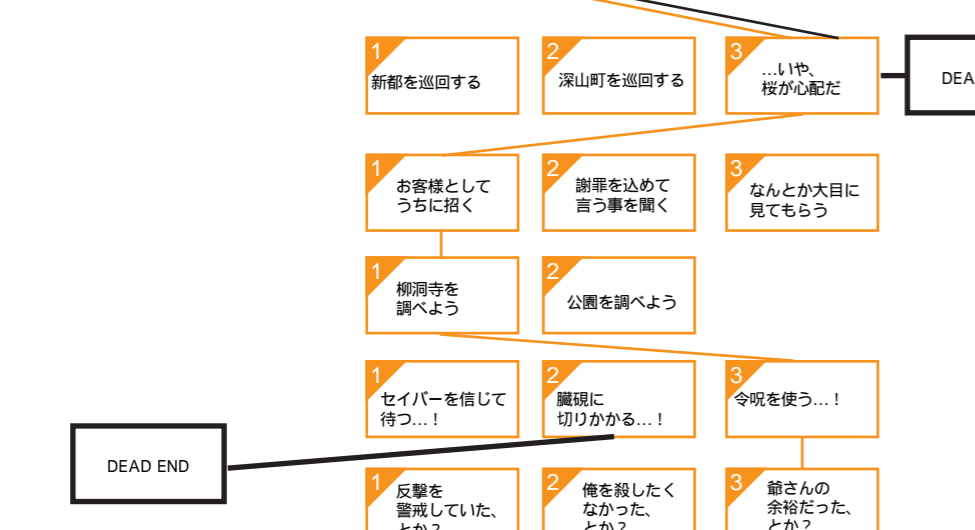 1
新都を巡回する
2
深山町を巡回する
3
…いや、
桜が心配だ
DEA
1
お客様として
うちに招く
2
謝罪を込めて
言う事を聞く
3
なんとか大目に
見てもらう
1
柳洞寺を
調べよう
2
公園を調べよう
1
セイバーを信じて
待つ…！
2
臓硯に
切りかかる…！
3
令呪を使う…！
DEAD END
1
反撃を
警戒していた、
とか？
2
俺を殺したく
なかった、
とか？
3
爺さんの
余裕だった、
とか？